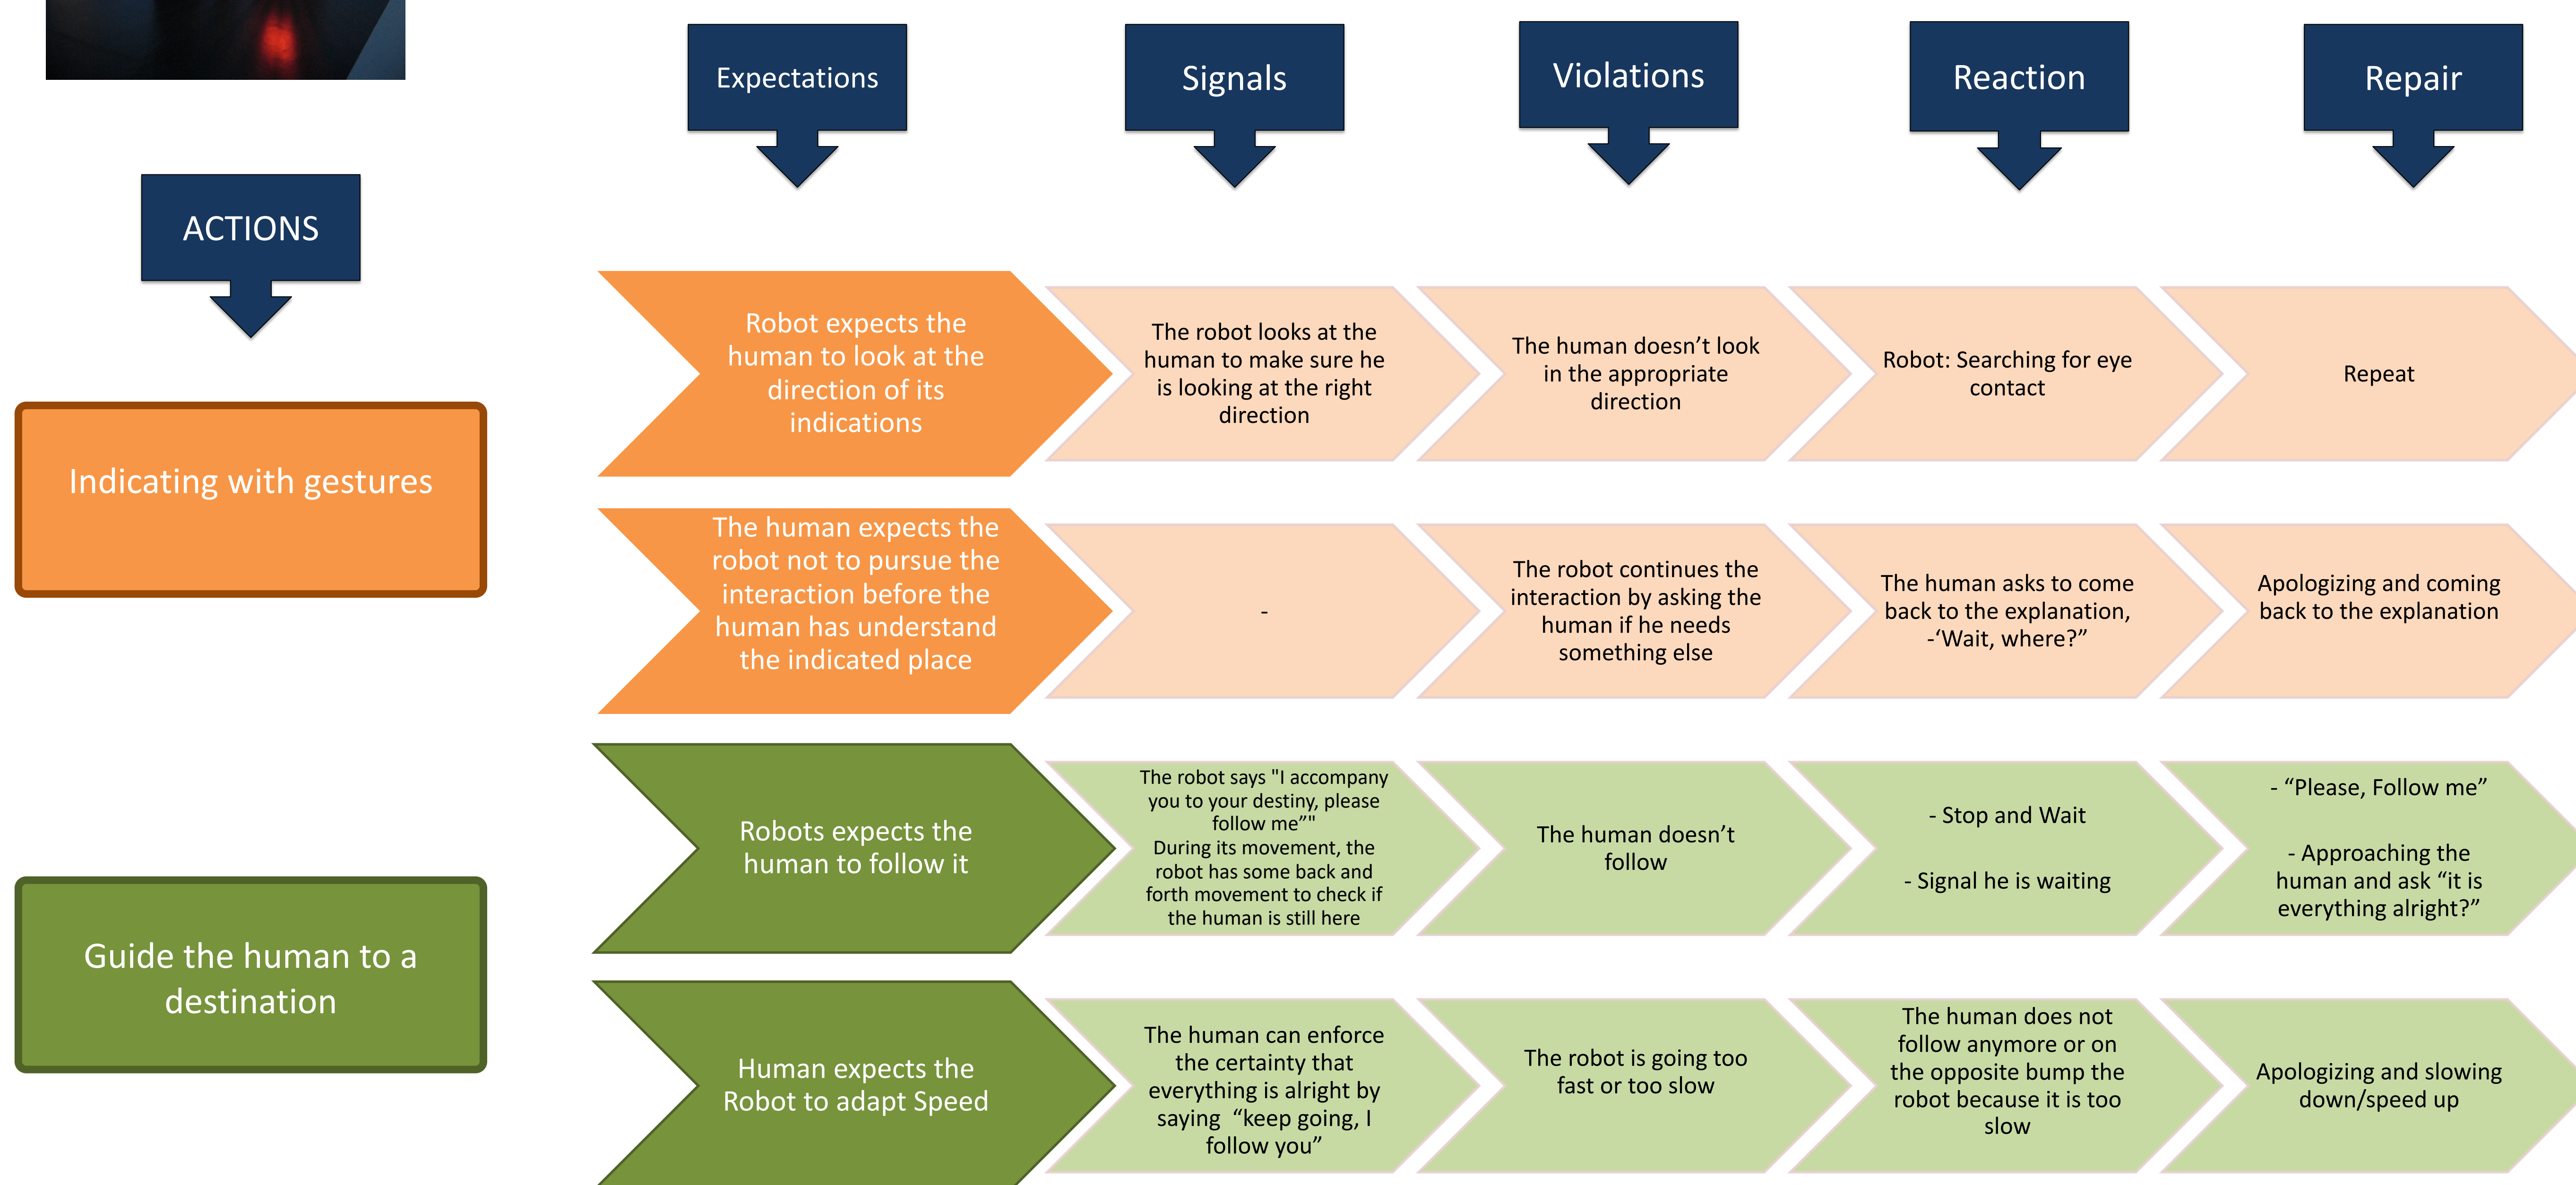 Expectations
Signals
Violations
Reaction
Repair
ACTIONS
Indicating with gestures
Robot expects the
human to look at the
direction of its
indications
The robot looks at the
human to make sure he
is looking at the right
direction
The human doesn’t look
in the appropriate
direction
Robot: Searching for eye
contact
Repeat
The human expects the
robot not to pursue the
interaction before the
human has understand
the indicated place
-
The robot continues the
interaction by asking the
human if he needs
something else
The human asks to come
back to the explanation,
-‘Wait, where?”
Apologizing and coming
back to the explanation
Guide the human to a
destination
Robots expects the
human to follow it
The robot says "I accompany
you to your destiny, please
follow me”"
During its movement, the
robot has some back and
forth movement to check if
the human is still here
The human doesn’t
follow
- Stop and Wait
- Signal he is waiting
- “Please, Follow me”
- Approaching the
human and ask “it is
everything alright?”
Human expects the
Robot to adapt Speed
The human can enforce
the certainty that
everything is alright by
saying “keep going, I
follow you”
The robot is going too
fast or too slow
The human does not
follow anymore or on
the opposite bump the
robot because it is too
slow
Apologizing and slowing
down/speed up